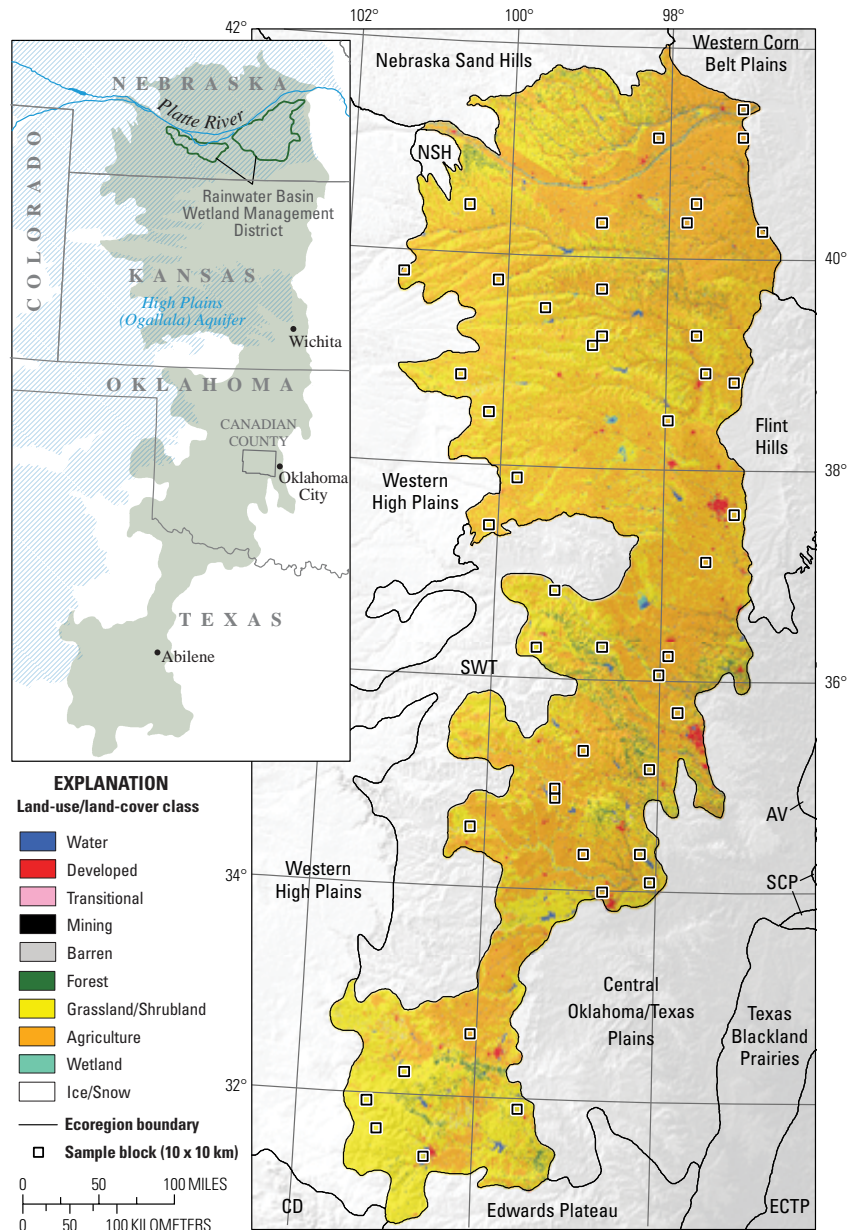 42°
102°
100°
98°
Nebraska Sand Hills
Western Corn
Belt Plains
NEBRASKA
Platte River
NSH
COLORADO
Rainwater Basin
Wetland Management
District
KANSAS
High Plains
(Ogallala) Aquifer
Wichita
OKLAHOMA
CANADIAN
COUNTY
Oklahoma
City
TEXAS
Abilene
40°
Flint
Hills
38°
Western
High Plains
SWT
36°
AV
SCP
34°
Western
High Plains
Central
Oklahoma/Texas
Plains
Texas
Blackland
Prairies
32°
CD
Edwards Plateau
ECTP
EXPLANATION
Land-use/land-cover class
Water
Developed
Transitional
Mining
Barren
Forest
Grassland/Shrubland
Agriculture
Wetland
Ice/Snow
Ecoregion boundary
Sample block (10 x 10 km)
0 50 100 MILES
0 50 100 KILOMETERS